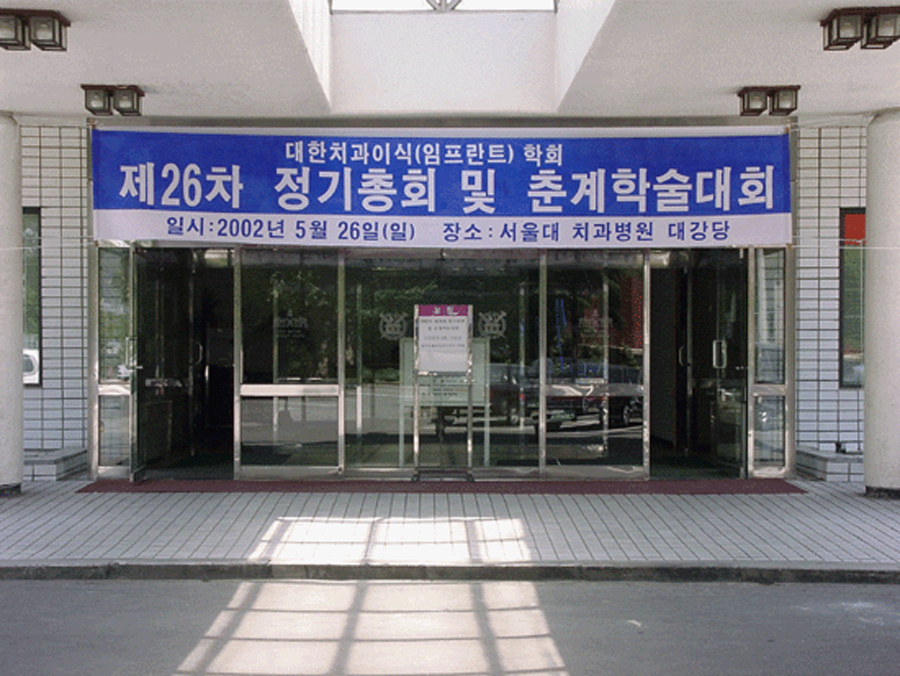 대한치과이식(임프란트) 학회
제26차 정기총회 및 춘계학술대회
일시:2002년 5월 26일(일) 장소:서울대 치과병원 대강당